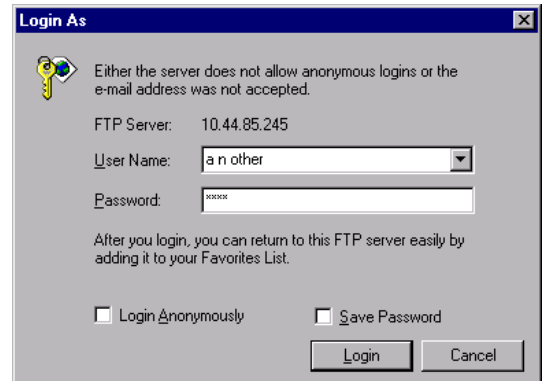 Login As
Either the server does not allow anonymous logins or the
e-mail address was not accepted.
FTP Server: 10.44.85.245
User Name: a n other
Password: ****
After you login, you can return to this FTP server easily by
adding it to your Favorites List.
Login Anonymously Save Password
Login Cancel